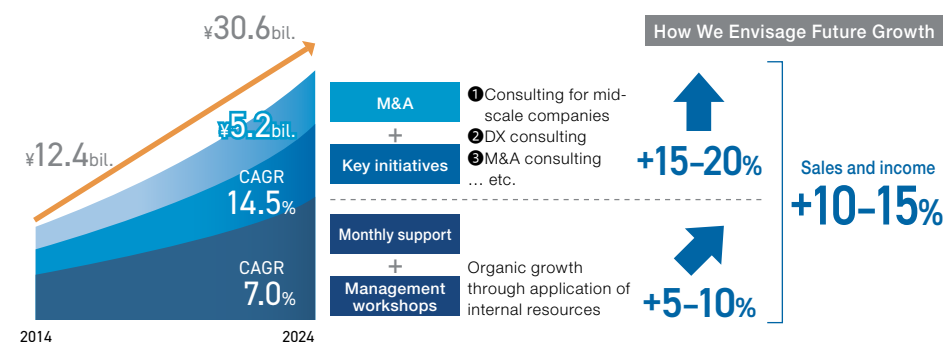 ¥30.6bil.
¥5.2bil.
¥12.4bil.
CAGR
14.5%
CAGR
7.0%
2014
2024
M&A
+
Key initiatives
❶Consulting for mid-
scale companies
❷DX consulting
❸M&A consulting
… etc.
Monthly support
+
Management
workshops
Organic growth
through application of
internal resources
How We Envisage Future Growth
+15–20%
+5–10%
Sales and income
+10–15%